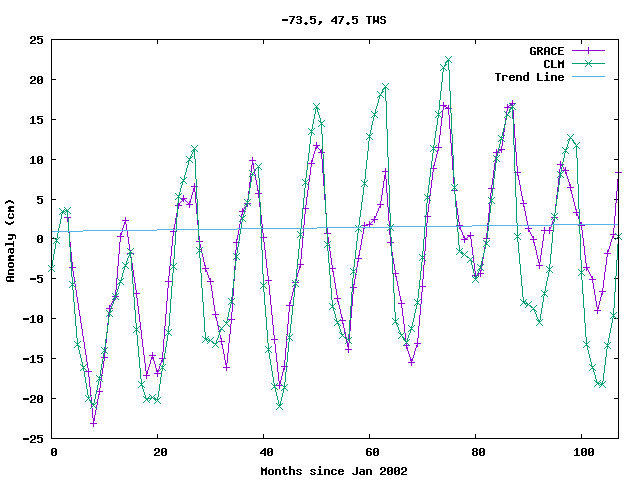 -73.5, 47.5 TWS
25
20
15
10
5
0
-5
-10
-15
-20
-25
Anomaly (cm)
GRACE
CLM
Trend Line
0 20 40 60 80 100
Months since Jan 2002